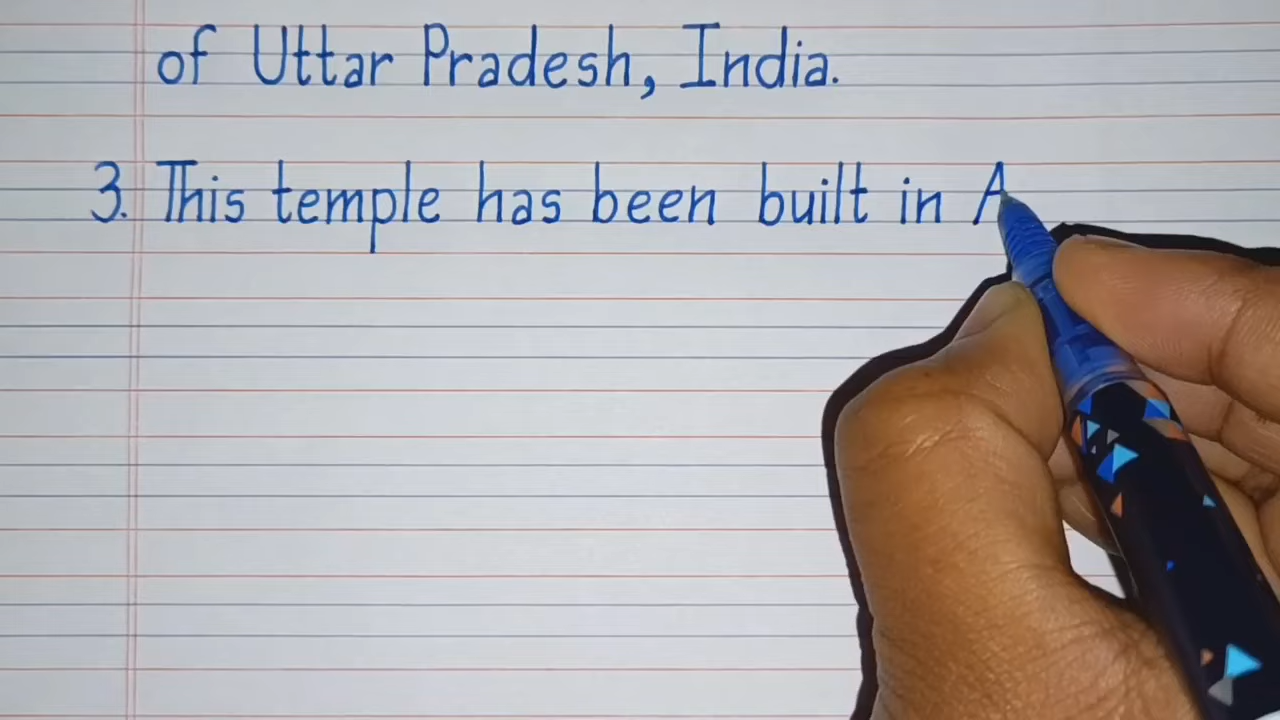 of Uttar Pradesh, India.
3. This temple has been built in A